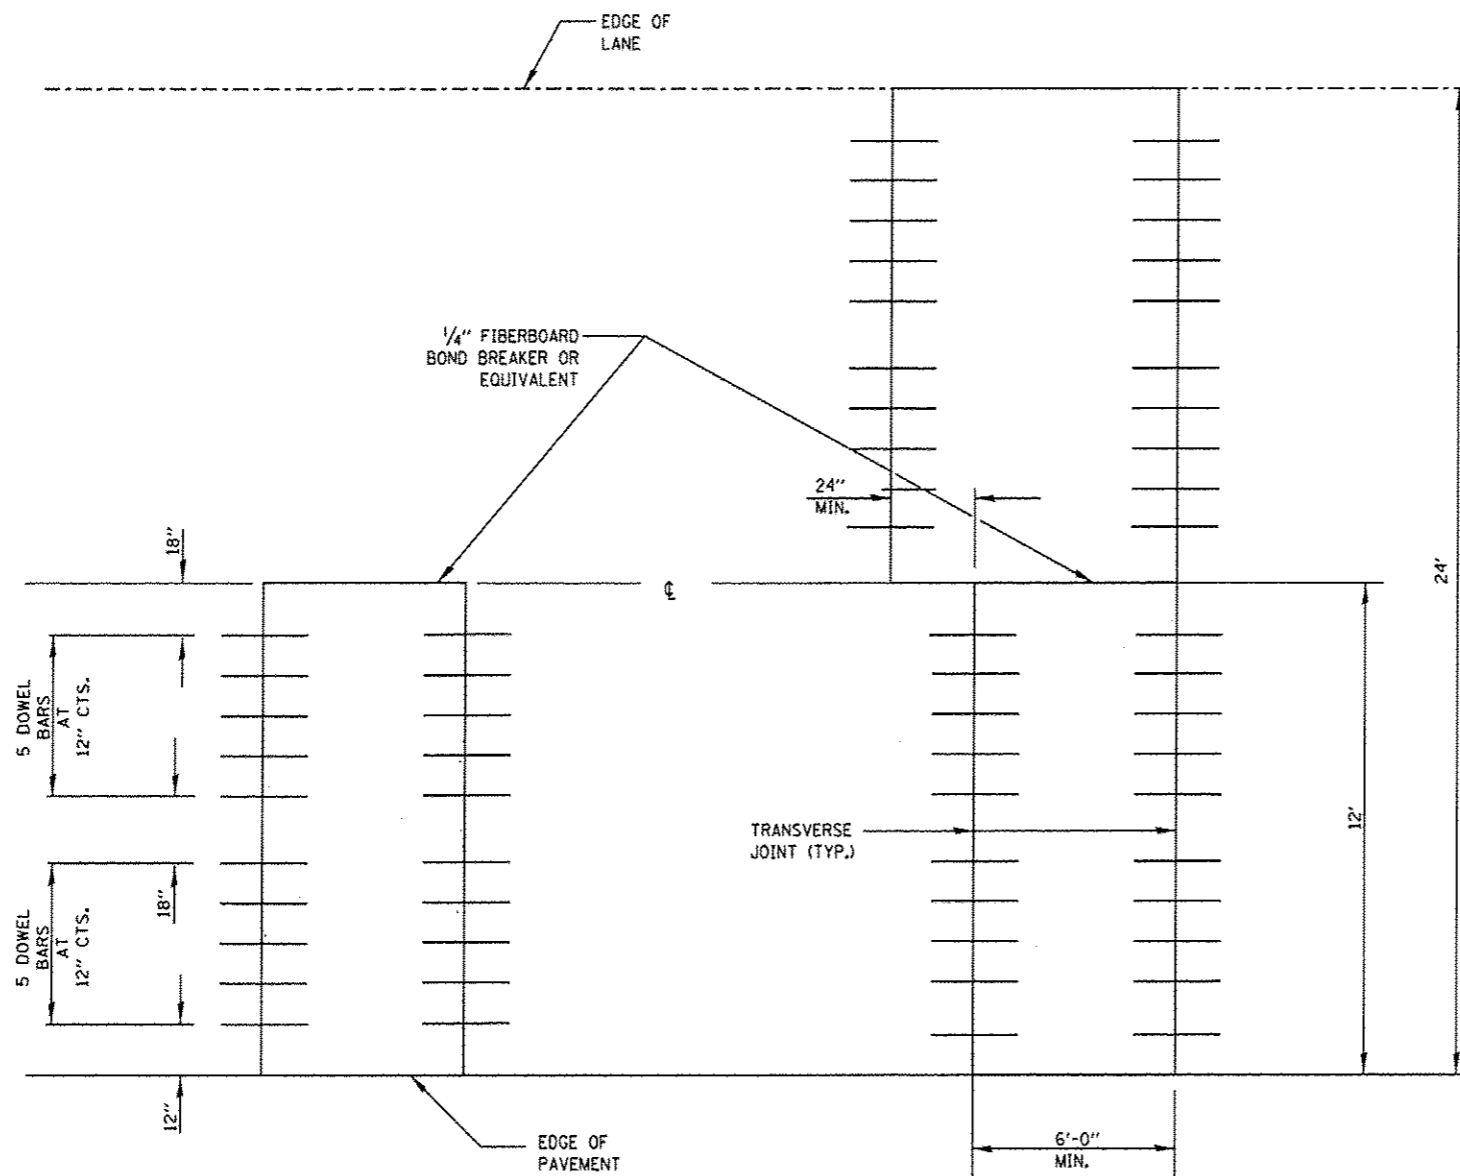 EDGE OF
LANE
1/4" FIBERBOARD
BOND BREAKER OR
EQUIVALENT
24"
MIN.
18"
℄
24'
5 DOWEL
BARS
AT
12" CTS.
12'
TRANSVERSE
JOINT (TYP.)
5 DOWEL
BARS
AT
12" CTS.
18"
12"
EDGE OF
PAVEMENT
6'-0"
MIN.